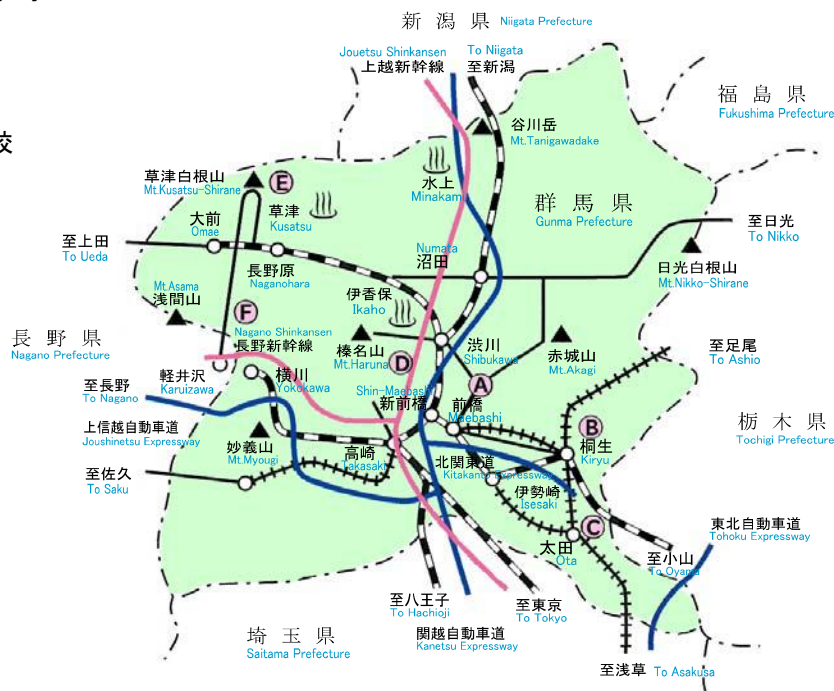 新潟県 Niigata Prefecture
Jouetsu Shinkansen
上越新幹線
To Niigata
至新潟
福島県
Fukushima Prefecture
校
谷川岳
Mt.Tanigawadake
水上
Minakami
草津白根山
Mt.Kusatsu-Shirane
E
草津
Kusatsu
群馬県
Gunma Prefecture
大前
Omae
至上田
To Ueda
長野原
Naganohara
Numata
沼田
至日光
To Nikko
日光白根山
Mt.Nikko-Shirane
Mt.Asama
浅間山
伊香保
Ikaho
F
Nagano Shinkansen
長野新幹線
長野県
Nagano Prefecture
榛名山
Mt.Haruna
D
渋川
Shibukawa
赤城山
Mt.Akagi
至足尾
To Ashio
軽井沢
Karuizawa
横川
Yokokawa
至長野
To Nagano
Shin-Maebashi
新前橋
A
前橋
Maebashi
上信越自動車道
Joushinetsu Expressway
妙義山
Mt.Myougi
高崎
Takasaki
B
桐生
Kiryu
栃木県
Tochigi Prefecture
北関東道
Kitakanto Expressway
至佐久
To Saku
伊勢崎
Isesaki
C
太田
Ota
東北自動車道
Tohoku Expressway
至小山
To Oyama
至八王子
To Hachioji
至東京
To Tokyo
関越自動車道
Kanetsu Expressway
埼玉県
Saitama Prefecture
至浅草 To Asakusa